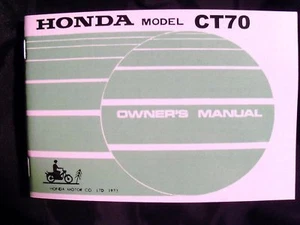 HONDA MODEL CT70
OWNER'S MANUAL
HONDA MOTOR CO. LTD. 1971